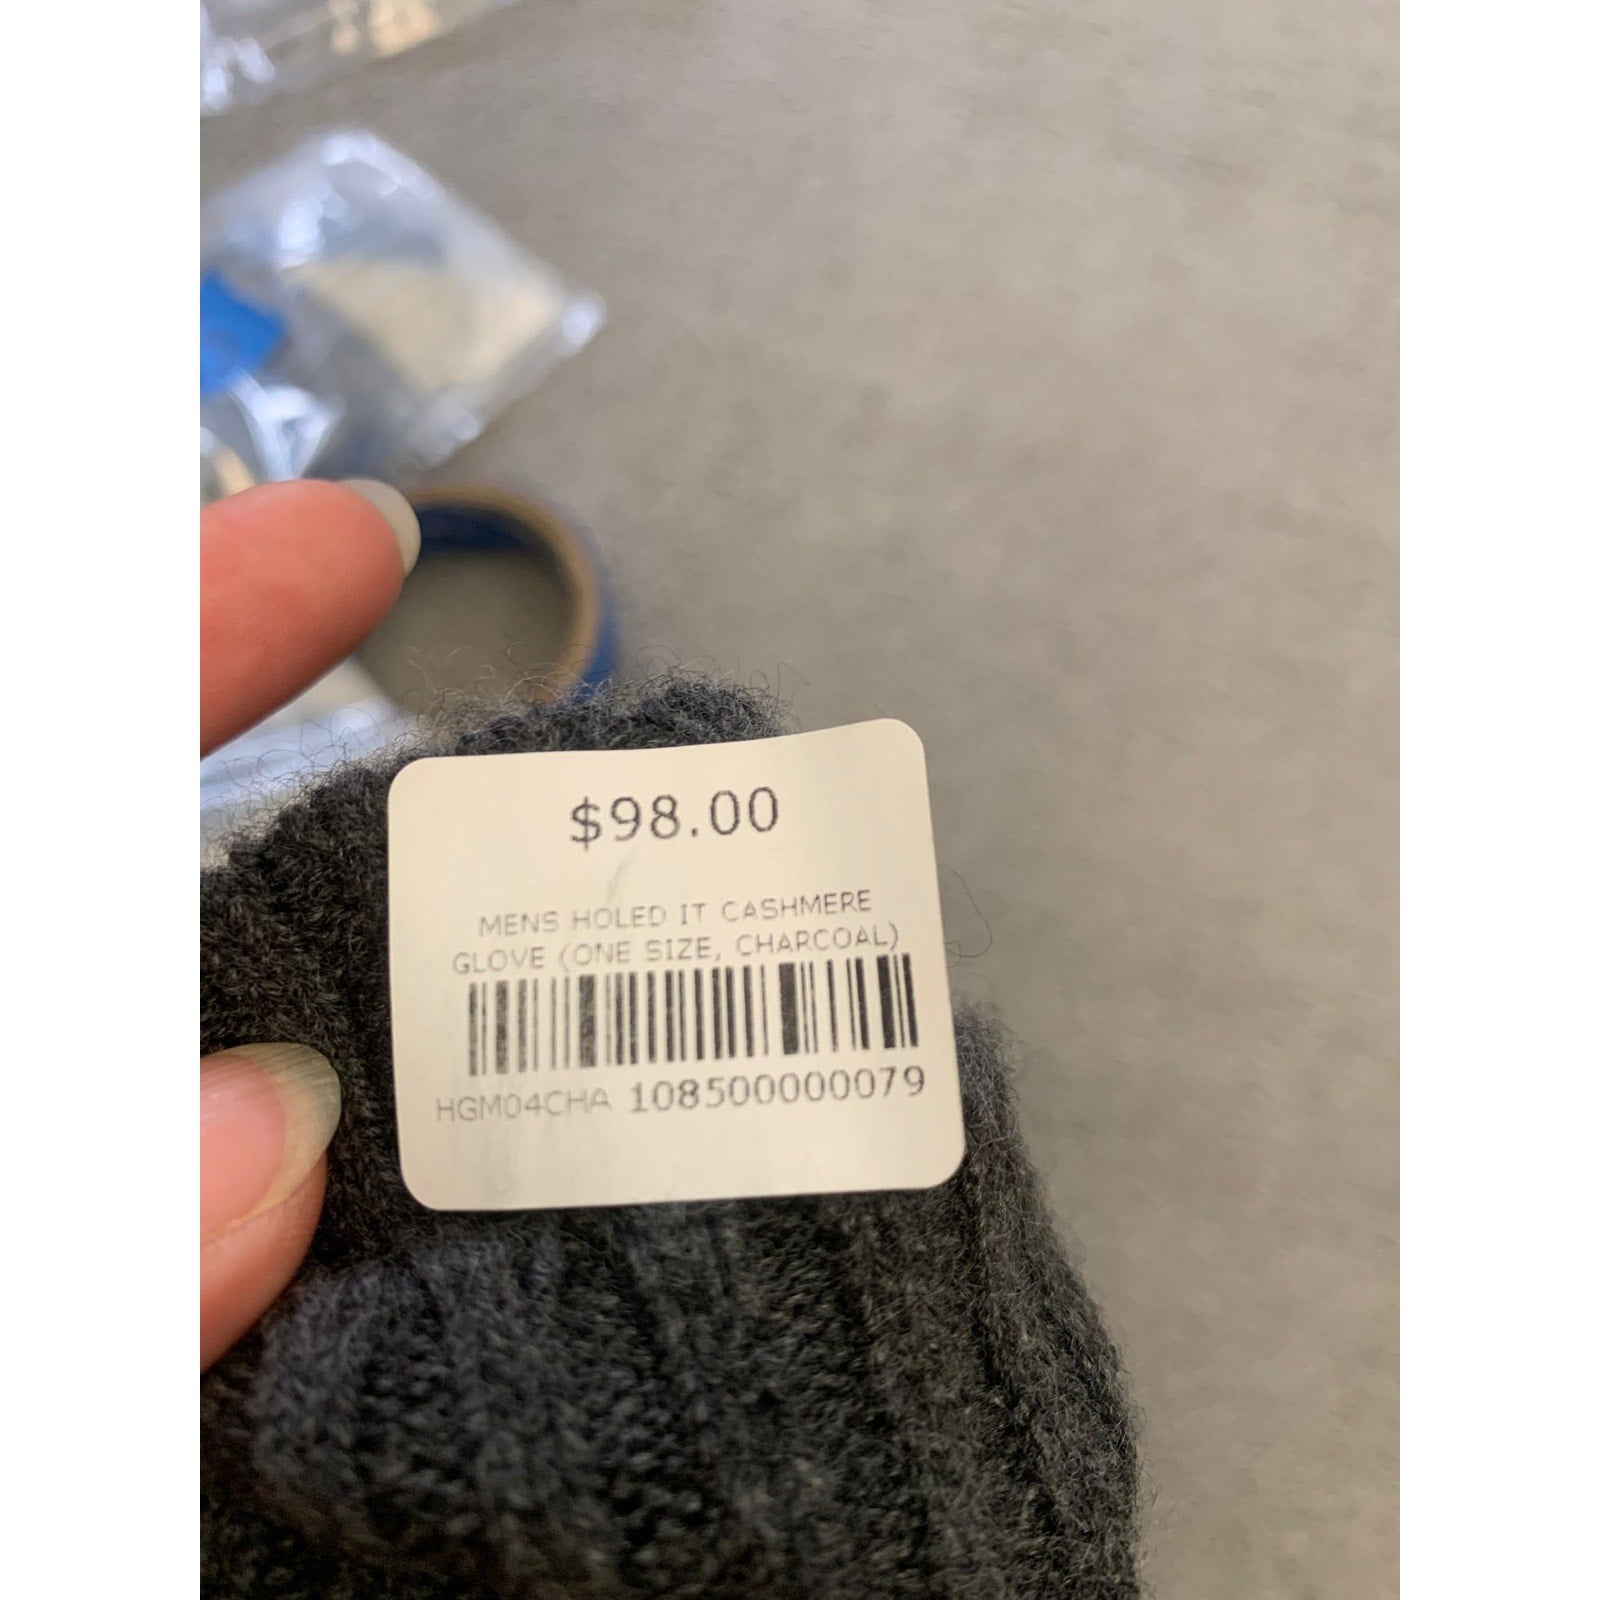 $98.00
MENS HOLED IT CASHMERE
GLOVE (ONE SIZE, CHARCOAL)
HGM04CHA 108500000079